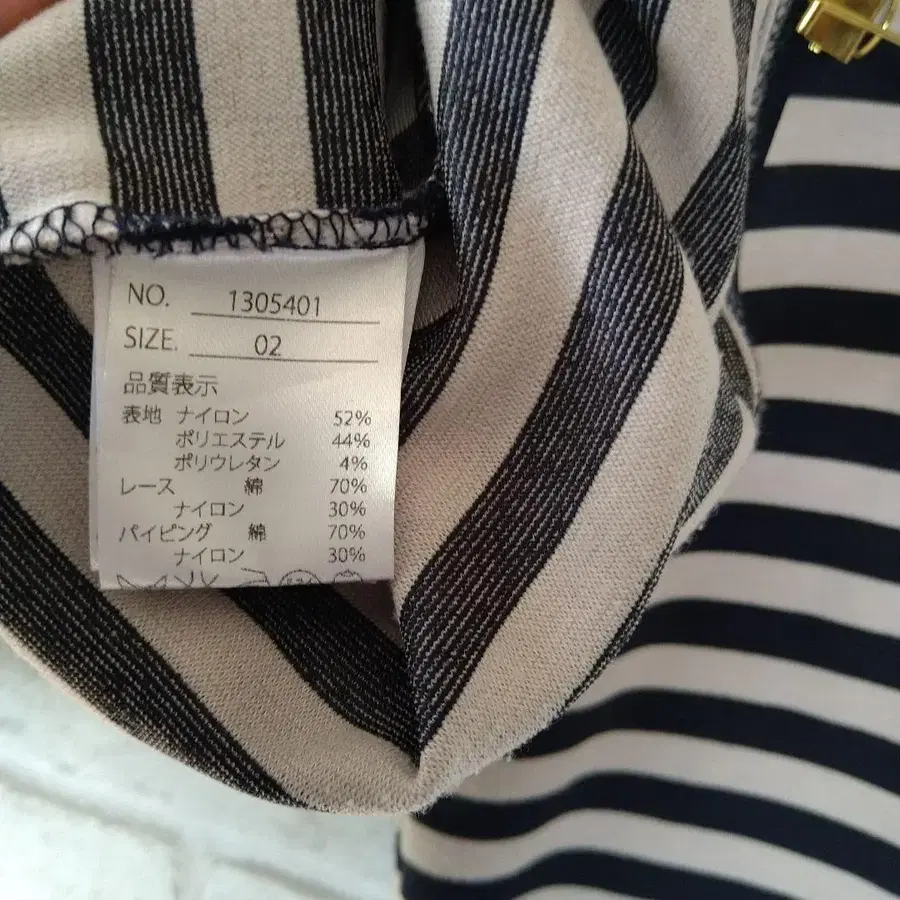 NO. 1305401
SIZE. 02
品質表示
表地 ナイロン 52%
ポリエステル 44%
ポリウレタン 4%
レース 綿 70%
ナイロン 30%
パイピング 綿 70%
ナイロン 30%